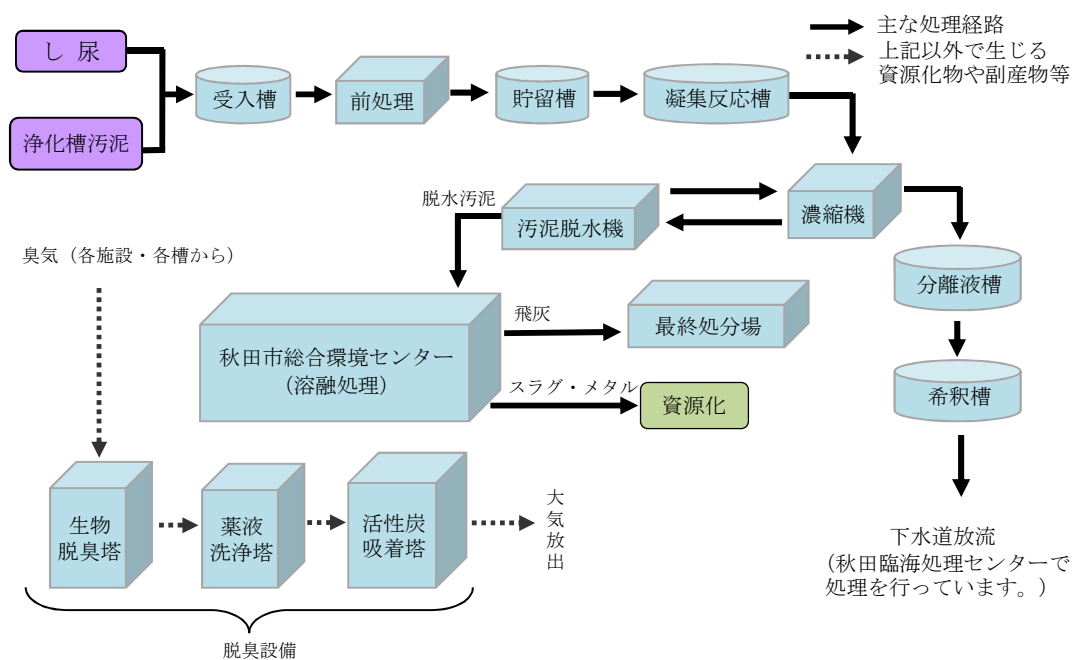 主な処理経路
上記以外で生じる
資源化物や副産物等
し 尿
浄化槽汚泥
受入槽
前処理
貯留槽
凝集反応槽
濃縮機
汚泥脱水機
脱水汚泥
分離液槽
希釈槽
下水道放流
(秋田臨海処理センターで
処理を行っています。)
秋田市総合環境センター
(溶融処理)
飛灰
最終処分場
スラグ・メタル
資源化
臭気(各施設・各槽から)
生物
脱臭塔
薬液
洗浄塔
活性炭
吸着塔
大気放出
脱臭設備